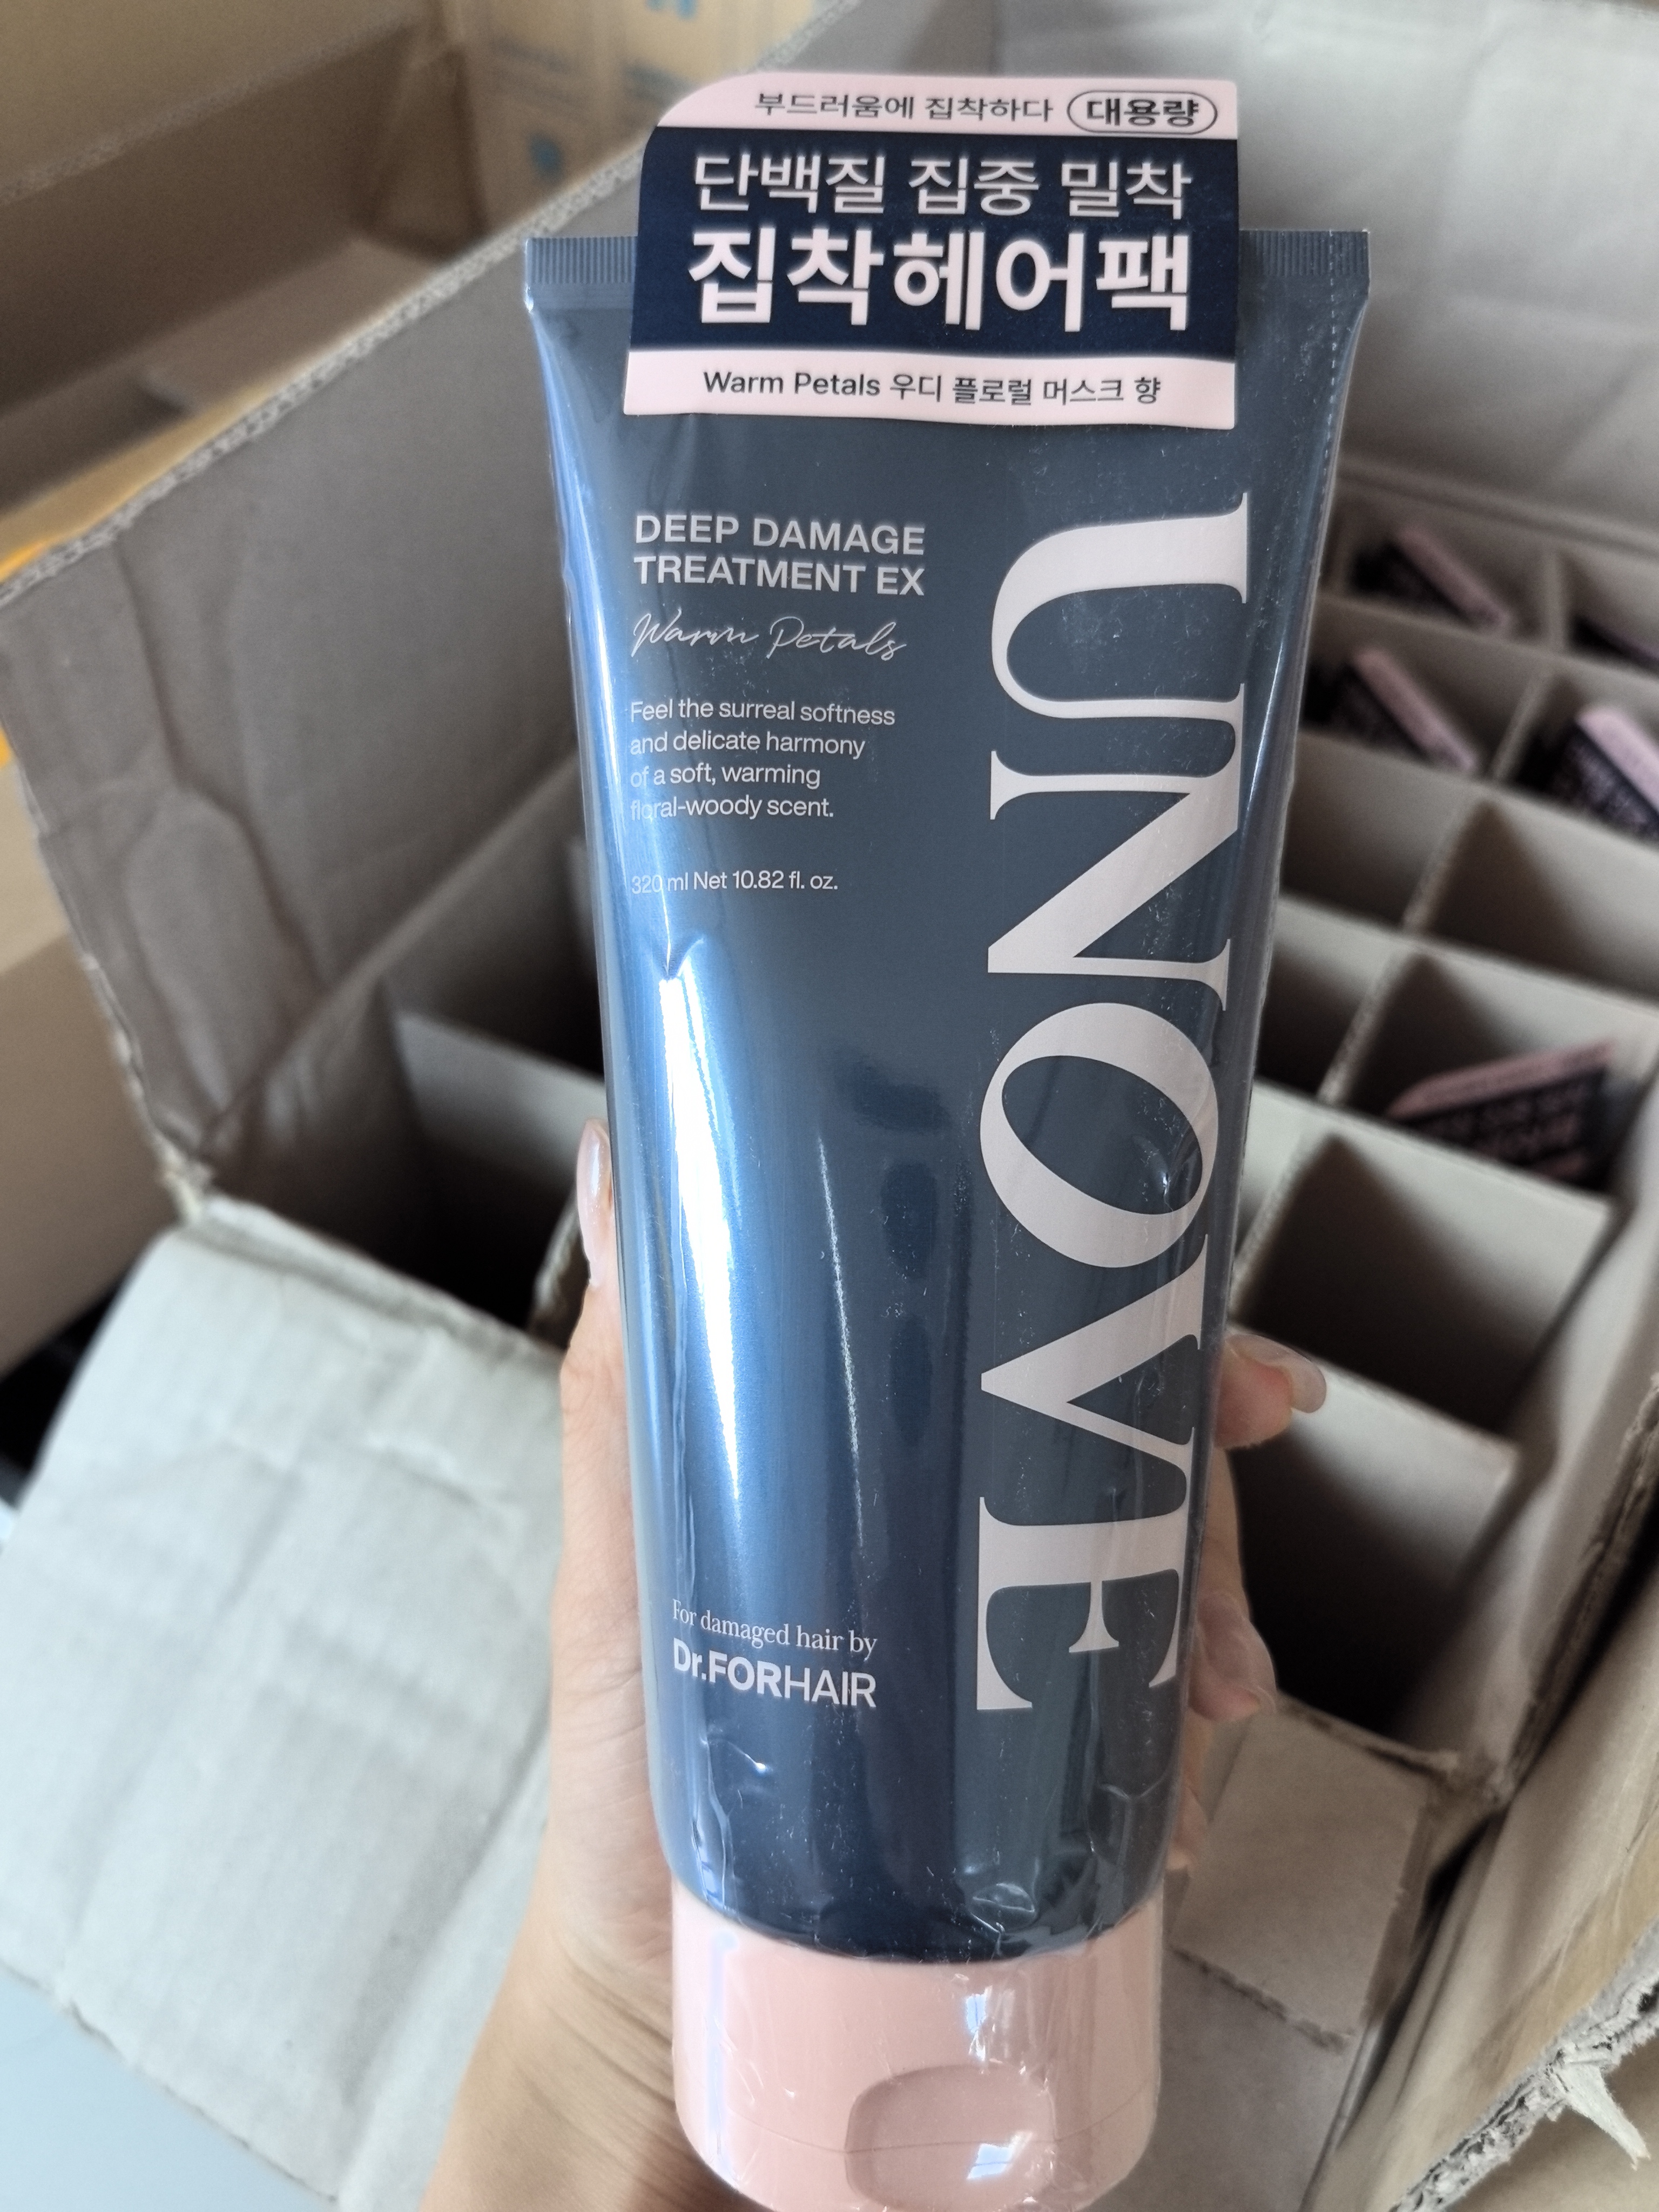 부드러움에 집착하다 대용량
단백질 집중 밀착
집착헤어팩
Warm Petals 우디 플로럴 머스크 향
DEEP DAMAGE
TREATMENT EX
Warm Petals
Feel the surreal softness
and delicate harmony
of a soft, warming
floral-woody scent.
320 ml Net 10.82 fl. oz.
UNOVE
For damaged hair by
Dr.FORHAIR